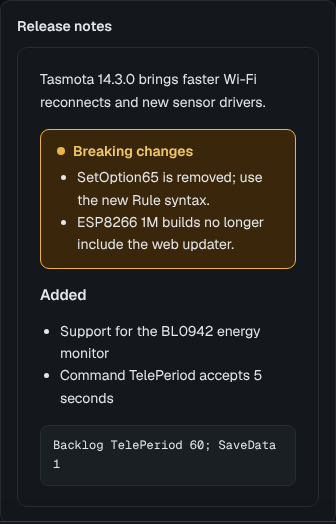 Release notes
Tasmota 14.3.0 brings faster Wi-Fi
reconnects and new sensor drivers.
Breaking changes
SetOption65 is removed; use
the new Rule syntax.
ESP8266 1M builds no longer
include the web updater.
Added
Support for the BL0942 energy
monitor
Command TelePeriod accepts 5
seconds
Backlog TelePeriod 60; SaveData
1